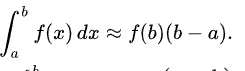 ∫_a^b f(x) dx ≈ f(b)(b − a).